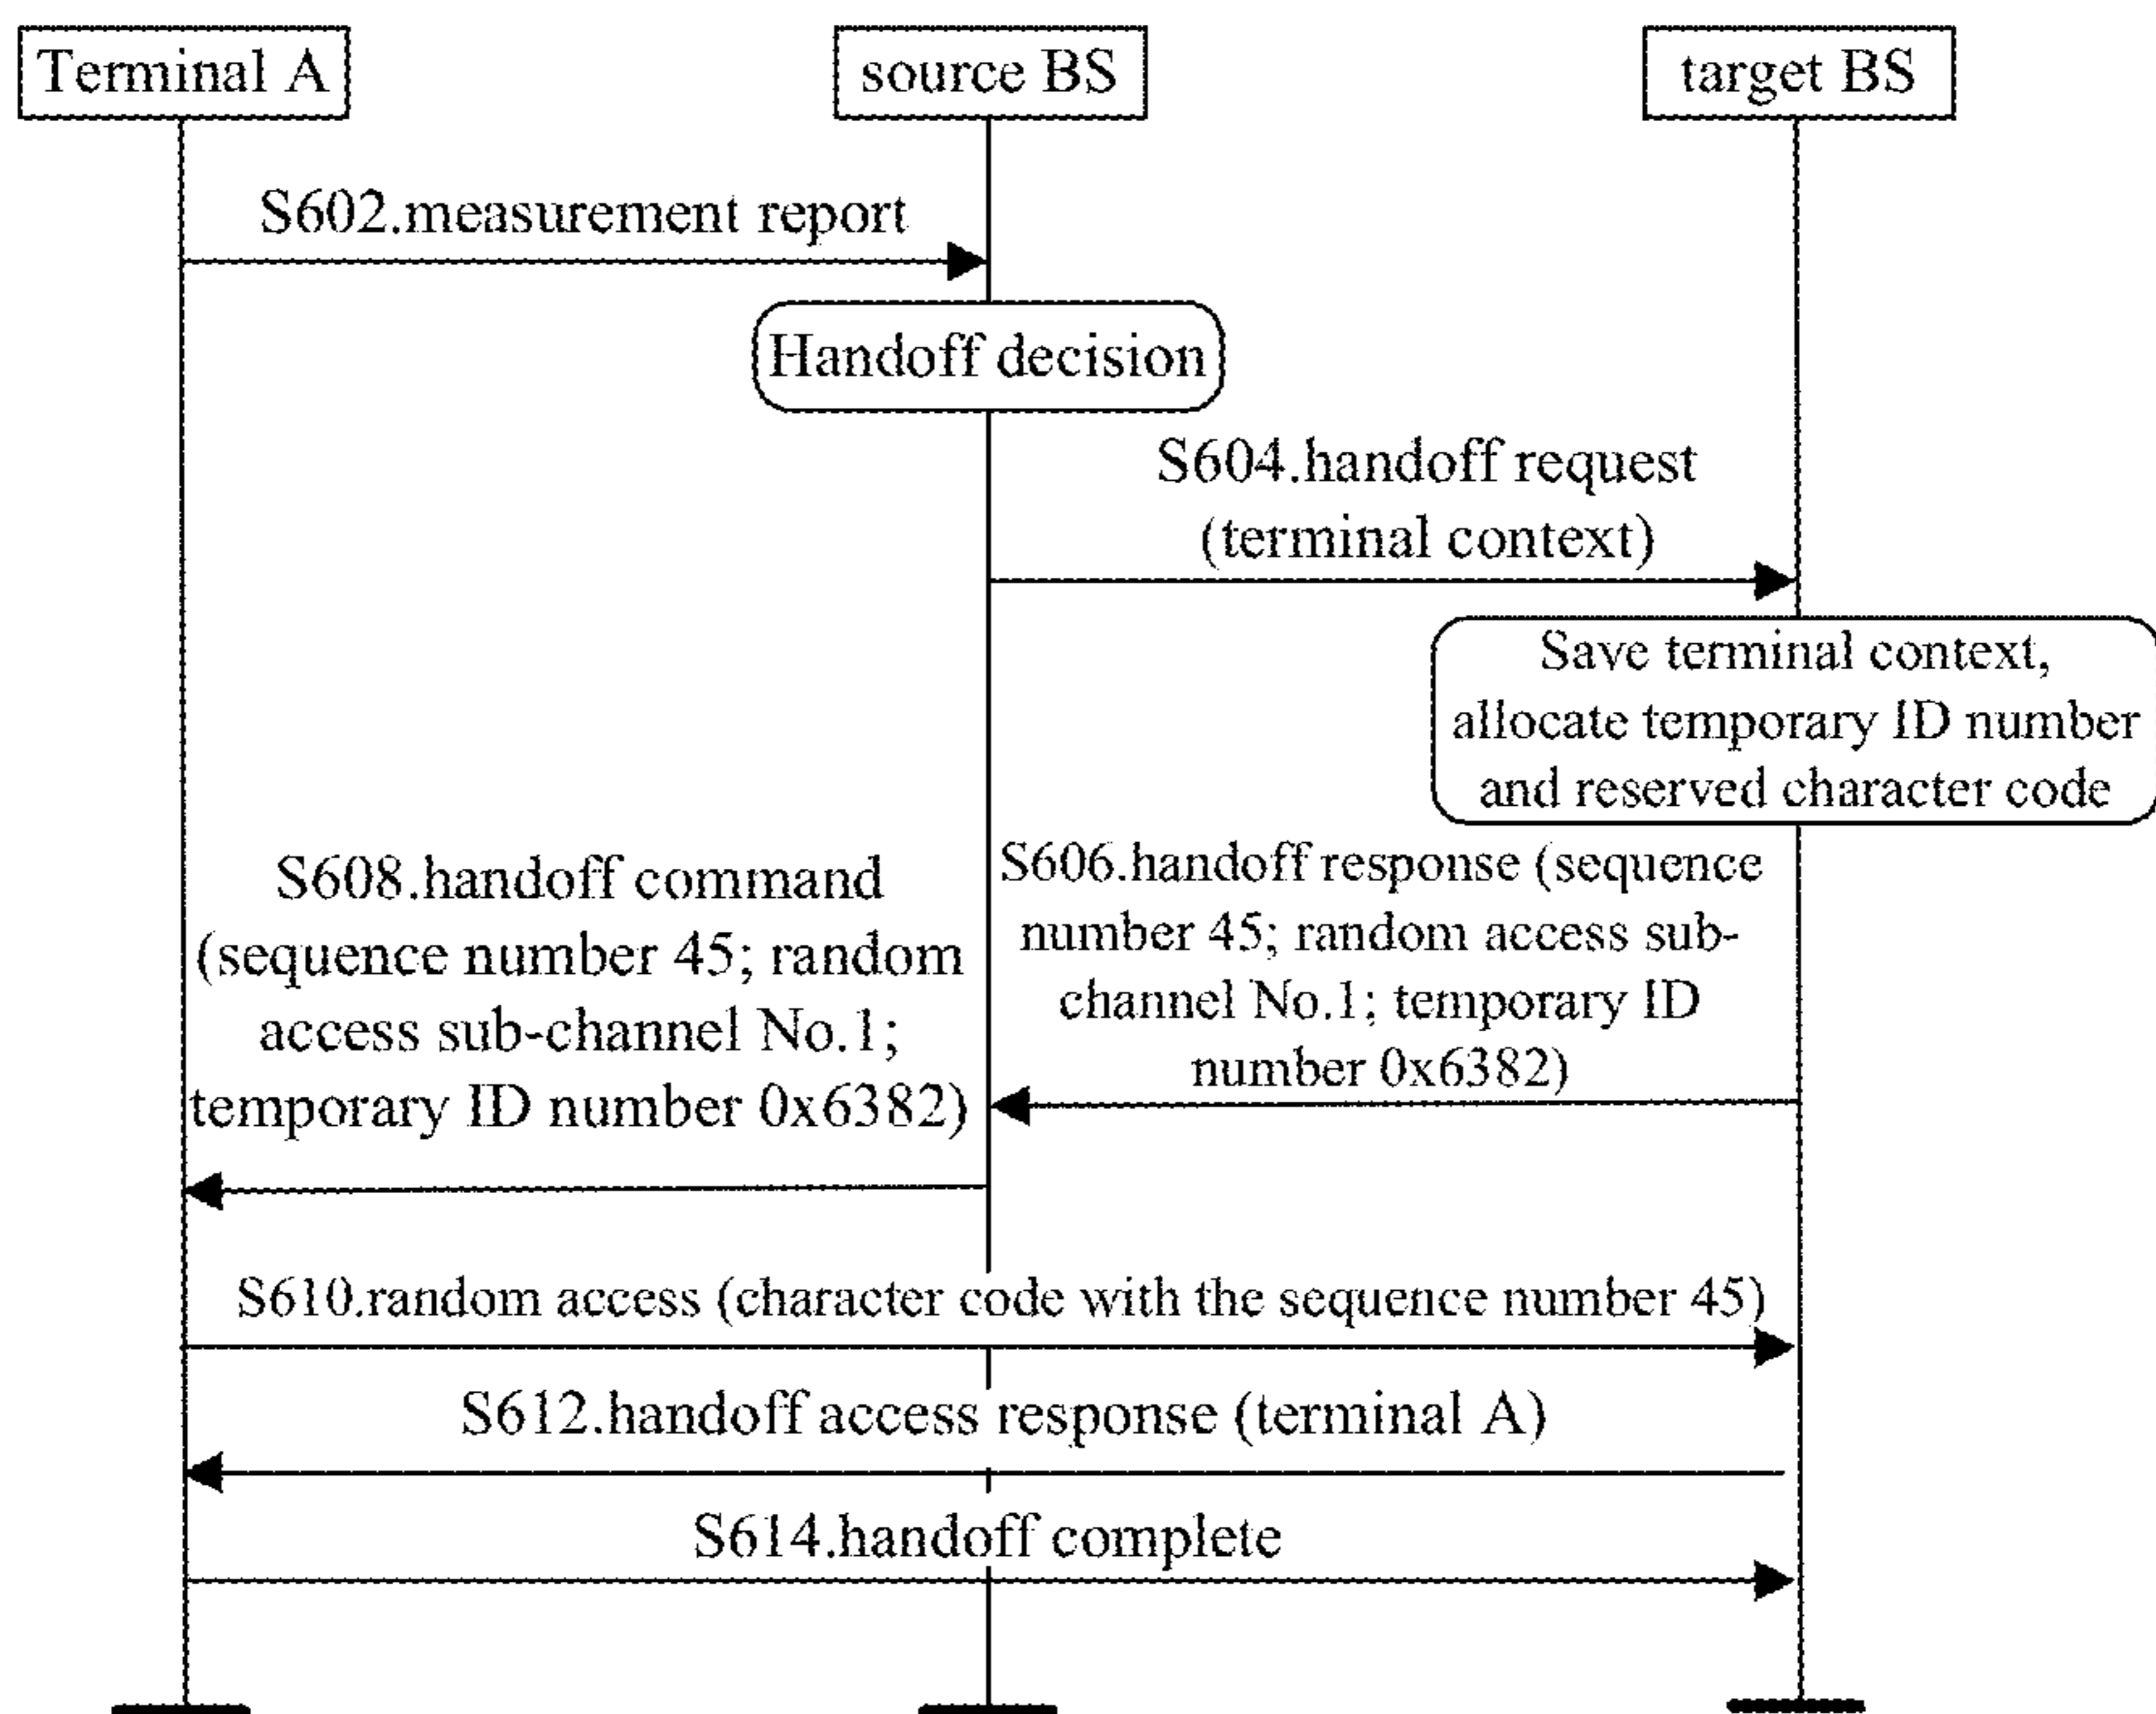 Terminal A
source BS
target BS
S602.measurement report
Handoff decision
S604.handoff request
(terminal context)
Save terminal context,
allocate temporary ID number
and reserved character code
S606.handoff response (sequence
number 45; random access sub-
channel No.1; temporary ID
number 0x6382)
S608.handoff command
(sequence number 45; random
access sub-channel No.1;
temporary ID number 0x6382)
S610.random access (character code with the sequence number 45)
S612.handoff access response (terminal A)
S614.handoff complete